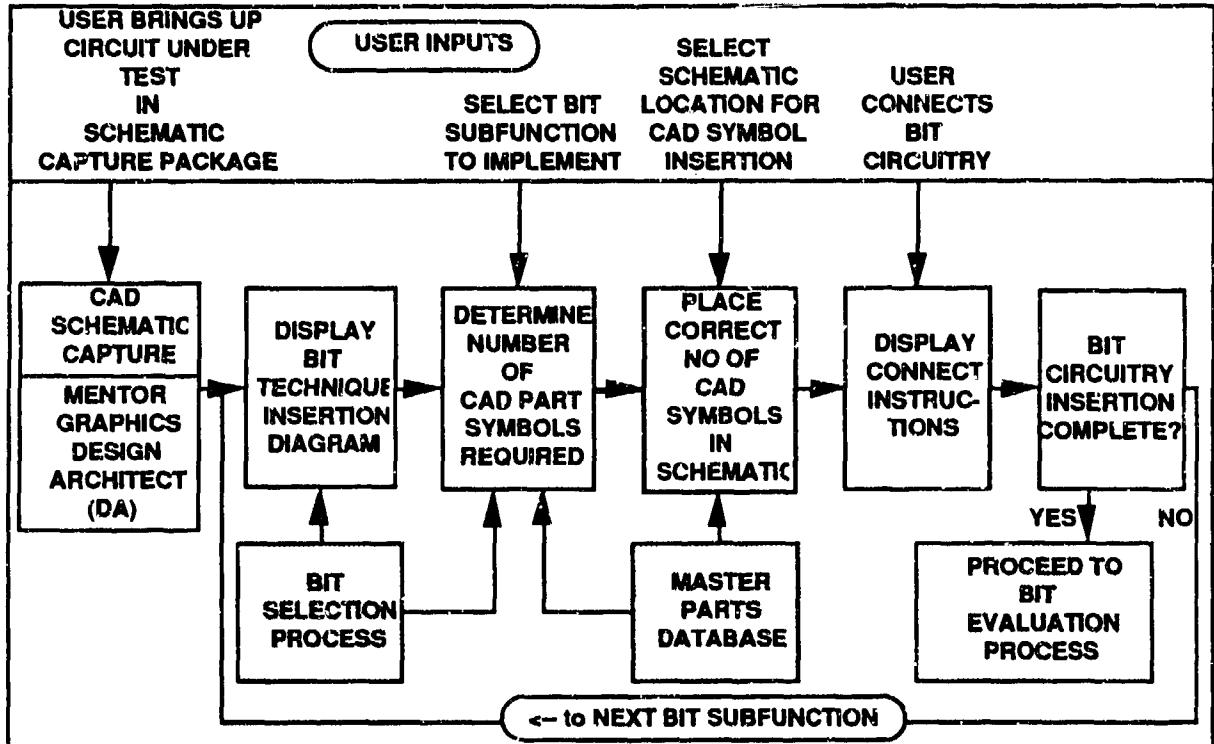 USER BRINGS UP
CIRCUIT UNDER
TEST
IN
SCHEMATIC
CAPTURE PACKAGE
USER INPUTS
SELECT BIT
SUBFUNCTION
TO IMPLEMENT
SELECT
SCHEMATIC
LOCATION FOR
CAD SYMBOL
INSERTION
USER
CONNECTS
BIT
CIRCUITRY
CAD
SCHEMATIC
CAPTURE
MENTOR
GRAPHICS
DESIGN
ARCHITECT
(DA)
DISPLAY
BIT
TECHNIQUE
INSERTION
DIAGRAM
DETERMINE
NUMBER
OF
CAD PART
SYMBOLS
REQUIRED
PLACE
CORRECT
NO OF
CAD
SYMBOLS
IN
SCHEMATIC
DISPLAY
CONNECT
INSTRUC-
TIONS
BIT
CIRCUITRY
INSERTION
COMPLETE?
YES
NO
BIT
SELECTION
PROCESS
MASTER
PARTS
DATABASE
PROCEED TO
BIT
EVALUATION
PROCESS
<-- to NEXT BIT SUBFUNCTION